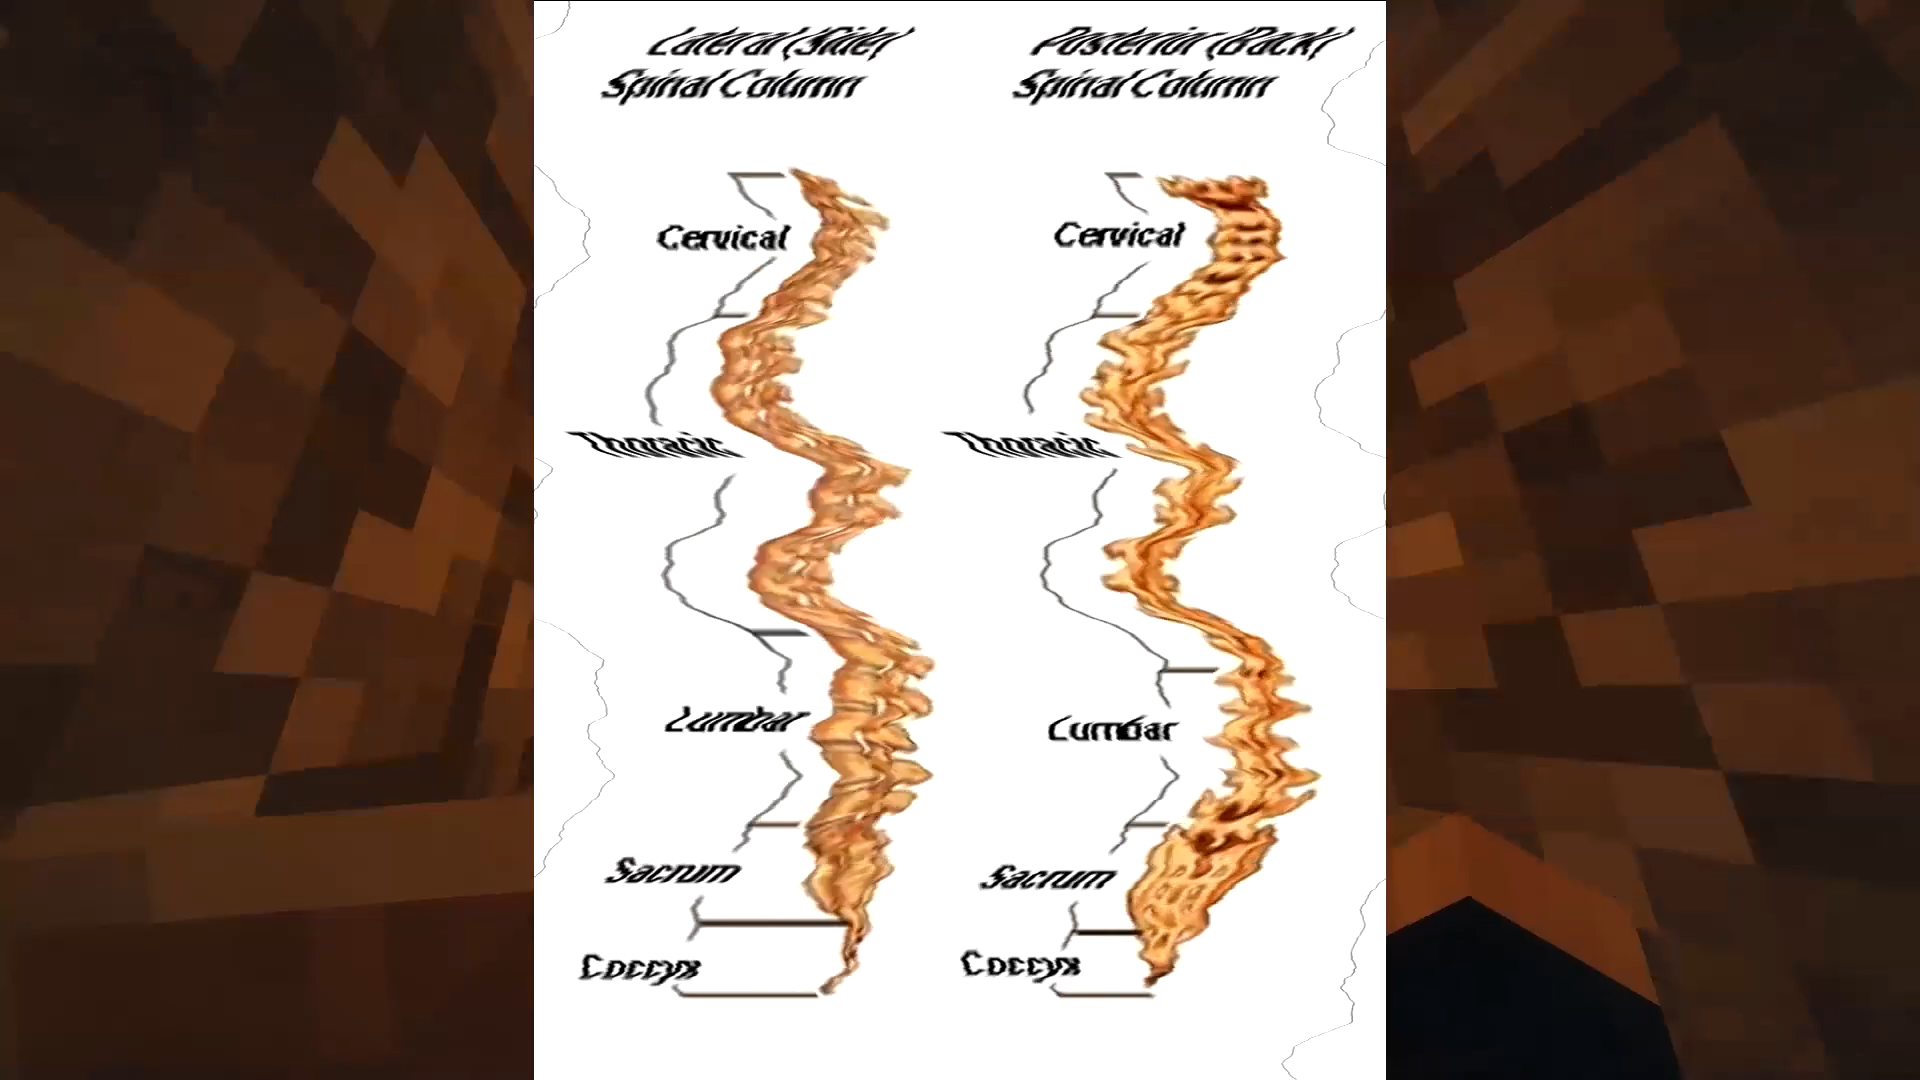 Lateral (Side)
Spinal Column
Cervical
Thoracic
Lumbar
Sacrum
Coccyx
Posterior (Back)
Spinal Column
Cervical
Thoracic
Lumbar
Sacrum
Coccyx